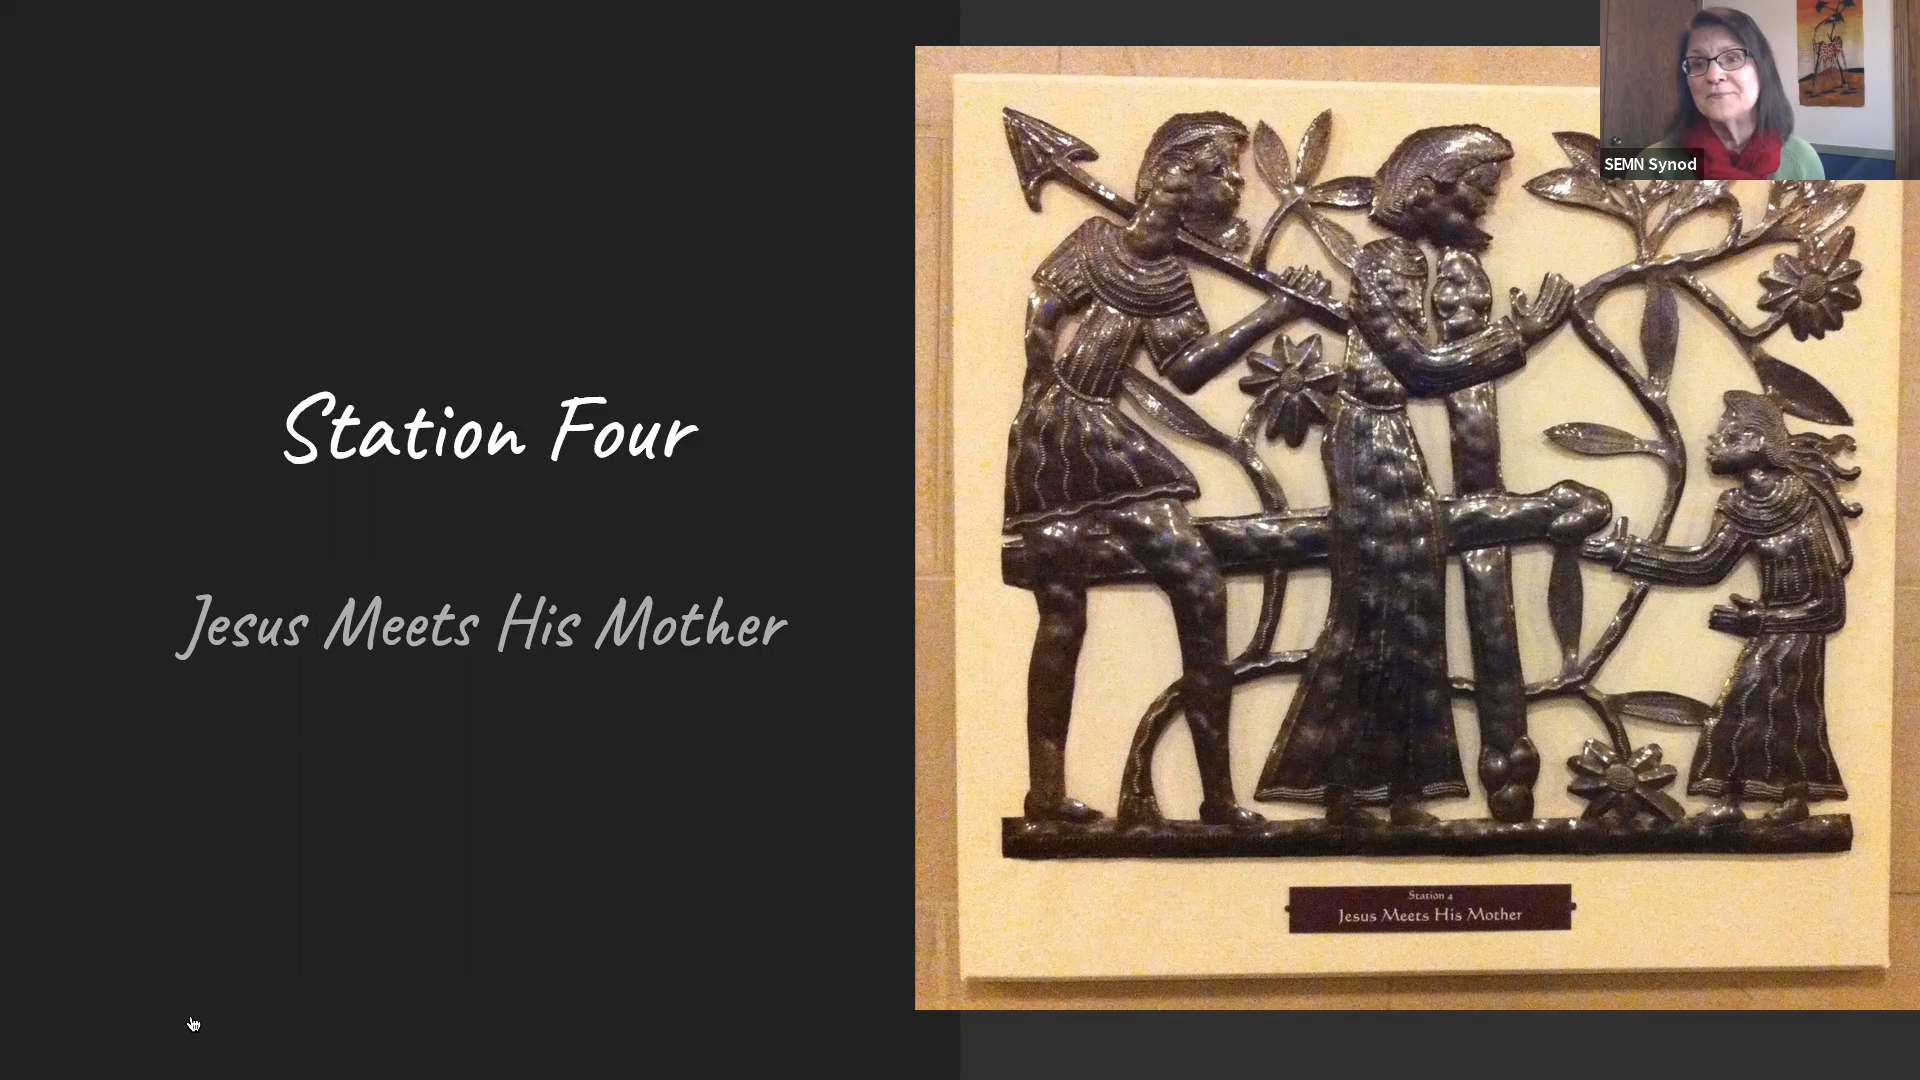 SEMN Synod
Station Four
Jesus Meets His Mother
Station 4
Jesus Meets His Mother